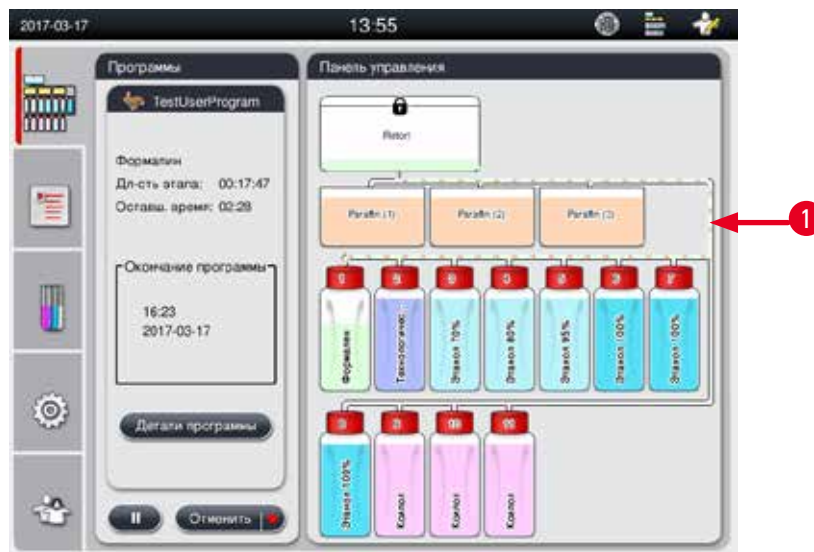 2017-03-17
13:55
Программы
TestUserProgram
Формалин
Дл-сть этапа: 00:17:47
Оставш. время: 02:28
Окончание программы
16:23
2017-03-17
Детали программы
Отменить
Панель управления
Retort
Paraffin (1)
Paraffin (2)
Paraffin (3)
Формалин
Технологичес...
Этанол 70%
Этанол 80%
Этанол 95%
Этанол 100%
Этанол 100%
Этанол 100%
Ксилол
Ксилол
Ксилол
1